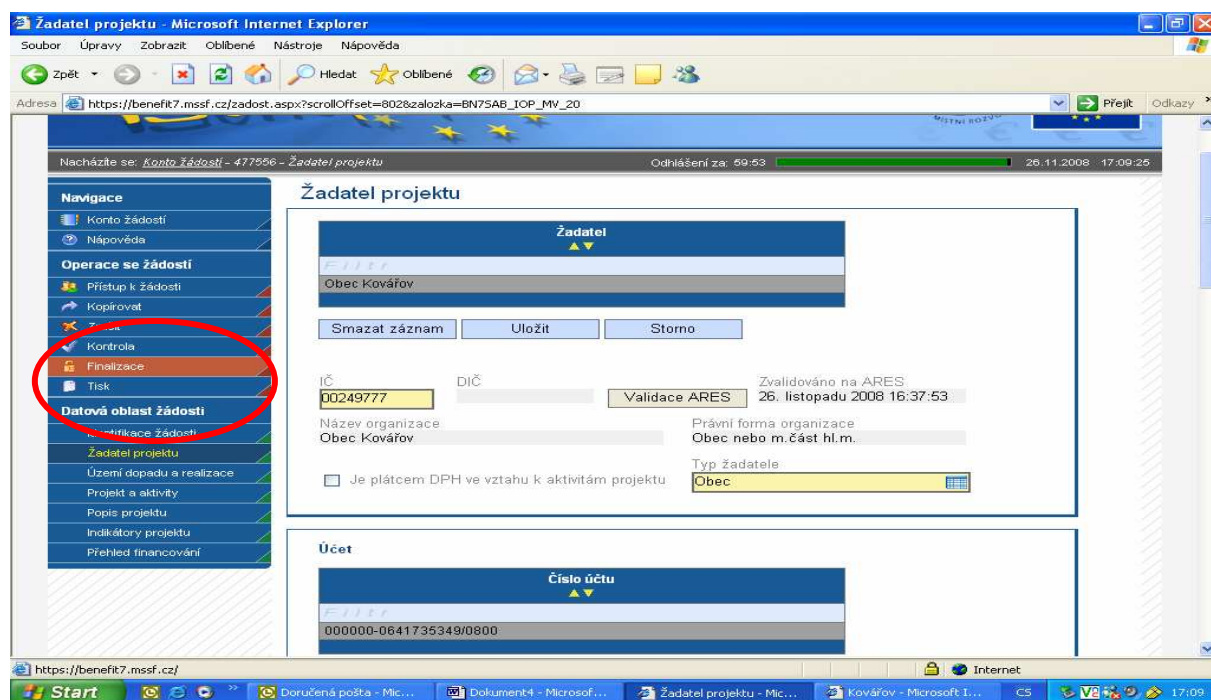 Žadatel projektu - Microsoft Internet Explorer
Soubor Úpravy Zobrazit Oblíbené Nástroje Nápověda
Zpět Hledat Oblíbené
Adresa https://benefit7.mssf.cz/zadost.aspx?scrollOffset=802&zalozka=BN7SAB_IOP_MV_20 Přejít Odkazy »
Nacházíte se: Konto žádostí - 477556 - Žadatel projektu Odhlášení za: 59:53 26.11.2008 17:09:25
Navigace
Konto žádostí
Nápověda
Operace se žádostí
Přístup k žádosti
Kopírovat
Kontrola
Finalizace
Tisk
Datová oblast žádosti
Identifikace žádosti
Žadatel projektu
Území dopadu a realizace
Projekt a aktivity
Popis projektu
Indikátory projektu
Přehled financování
Žadatel projektu
Žadatel
Filtr
Obec Kovářov
Smazat záznam Uložit Storno
IČ DIČ Zvalidováno na ARES
00249777 Validace ARES 26. listopadu 2008 16:37:53
Název organizace Právní forma organizace
Obec Kovářov Obec nebo m.část hl.m.
Typ žadatele
Je plátcem DPH ve vztahu k aktivitám projektu Obec
Účet
Číslo účtu
Filtr
000000-0641735349/0800
https://benefit7.mssf.cz/ Internet
Start » Doručená pošta - Mic... Dokument4 - Microsof... Žadatel projektu - Mic... Kovářov - Microsoft I... CS 17:09